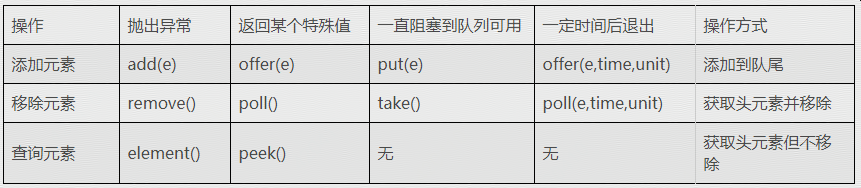 操作 抛出异常 返回某个特殊值 一直阻塞到队列可用 一定时间后退出 操作方式
添加元素 add(e) offer(e) put(e) offer(e,time,unit) 添加到队尾
移除元素 remove() poll() take() poll(e,time,unit) 获取头元素并移除
查询元素 element() peek() 无 无 获取头元素但不移
除